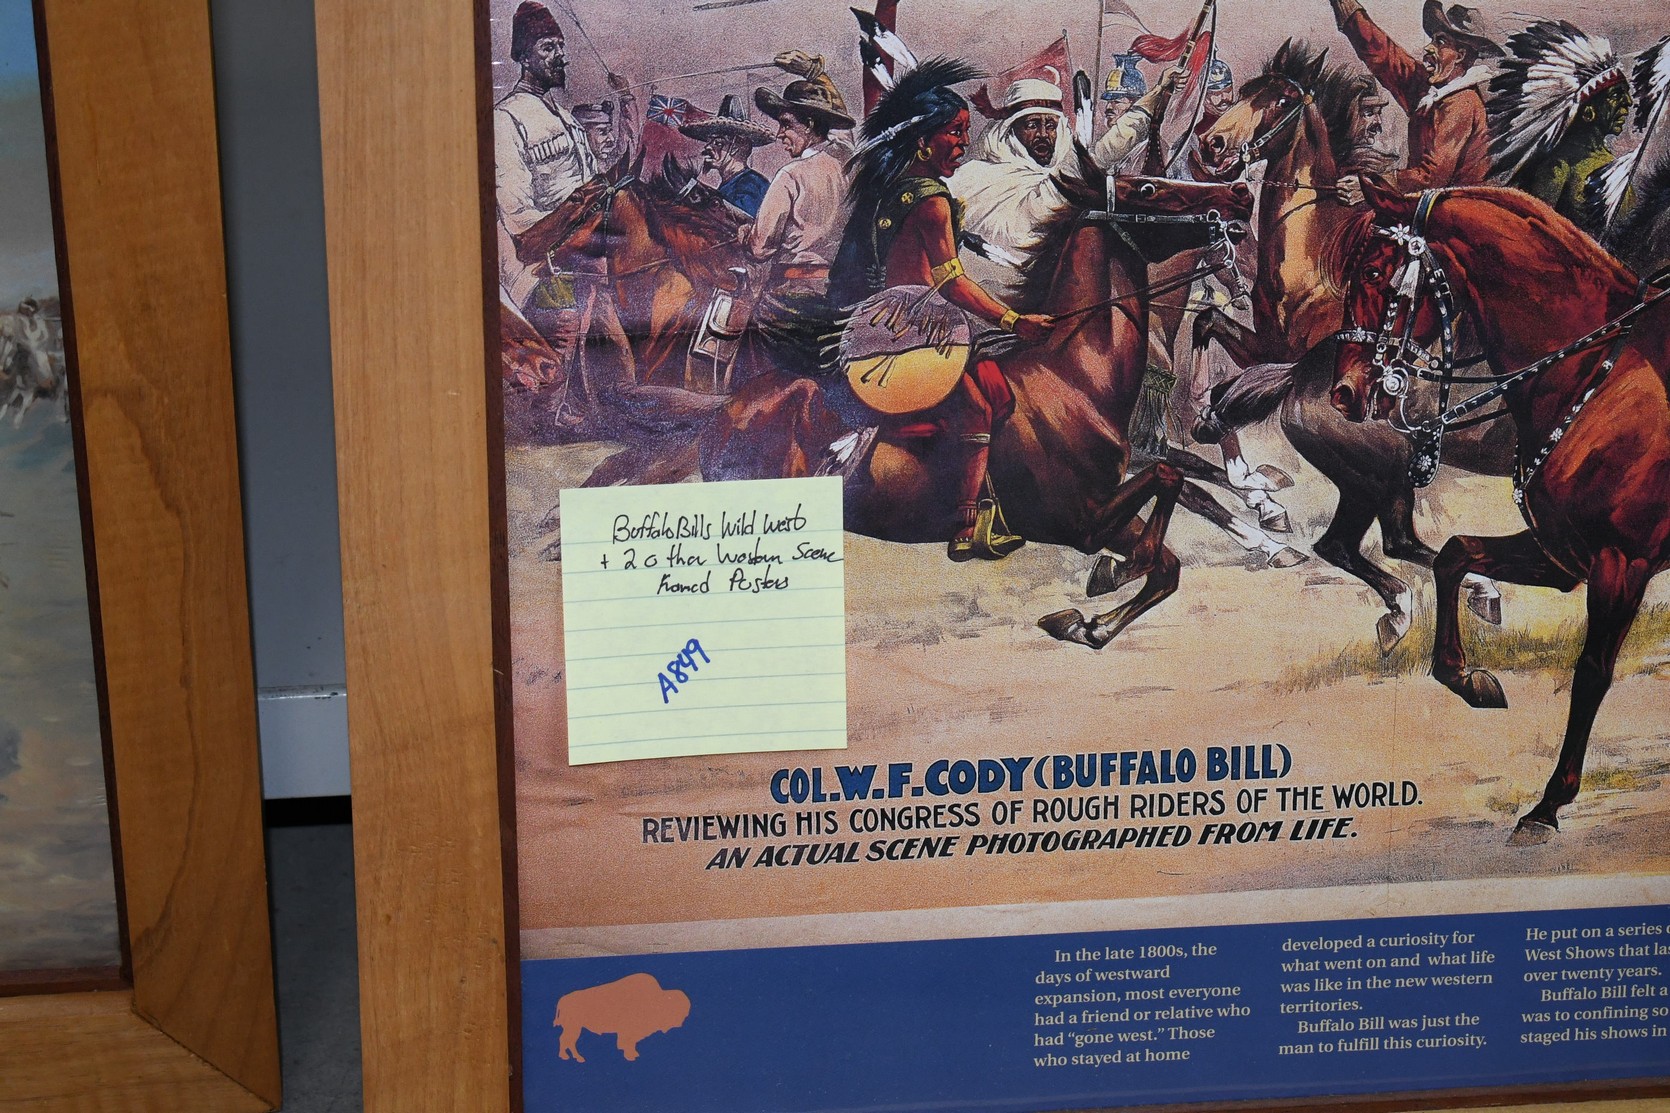 Buffalo Bills Wild West
+ 2 other Western Scene
Framed Posters
A849
COL. W. F. CODY (BUFFALO BILL)
REVIEWING HIS CONGRESS OF ROUGH RIDERS OF THE WORLD.
AN ACTUAL SCENE PHOTOGRAPHED FROM LIFE.
In the late 1800s, the
days of westward
expansion, most everyone
had a friend or relative who
had “gone west.” Those
who stayed at home
developed a curiosity for
what went on and what life
was like in the new western
territories.
Buffalo Bill was just the
man to fulfill this curiosity.
He put on a series
West Shows that
over twenty years.
Buffalo Bill felt a
was to confining so
staged his shows in